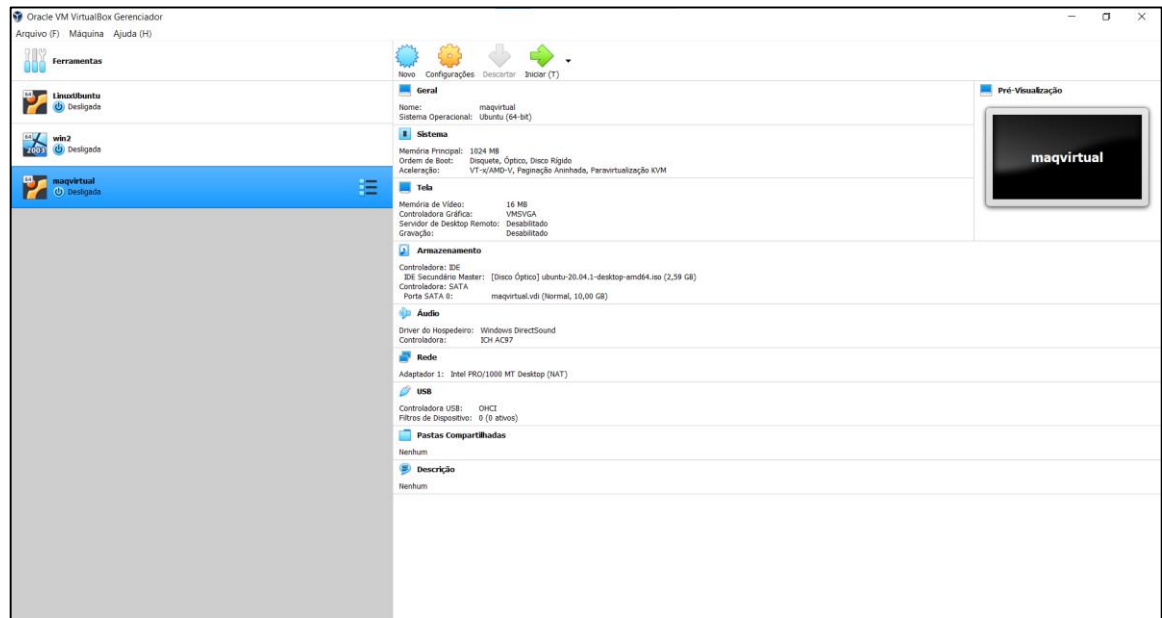 Oracle VM VirtualBox Gerenciador
Arquivo (F) Máquina Ajuda (H)
Ferramentas
64
LinuxUbuntu
Desligada
64
2003
win2
Desligada
64
maqvirtual
Desligada
Novo Configurações Descartar Iniciar (T)
Geral
Nome: maqvirtual
Sistema Operacional: Ubuntu (64-bit)
Sistema
Memória Principal: 1024 MB
Ordem de Boot: Disquete, Óptico, Disco Rígido
Aceleração: VT-x/AMD-V, Paginação Aninhada, Paravirtualização KVM
Tela
Memória de Vídeo: 16 MB
Controladora Gráfica: VMSVGA
Servidor de Desktop Remoto: Desabilitado
Gravação: Desabilitado
Armazenamento
Controladora: IDE
IDE Secundário Master: [Disco Óptico] ubuntu-20.04.1-desktop-amd64.iso (2,59 GB)
Controladora: SATA
Porta SATA 0: maqvirtual.vdi (Normal, 10,00 GB)
Áudio
Driver do Hospedeiro: Windows DirectSound
Controladora: ICH AC97
Rede
Adaptador 1: Intel PRO/1000 MT Desktop (NAT)
USB
Controladora USB: OHCI
Filtros de Dispositivo: 0 (0 ativos)
Pastas Compartilhadas
Nenhum
Descrição
Nenhum
Pré-Visualização
maqvirtual